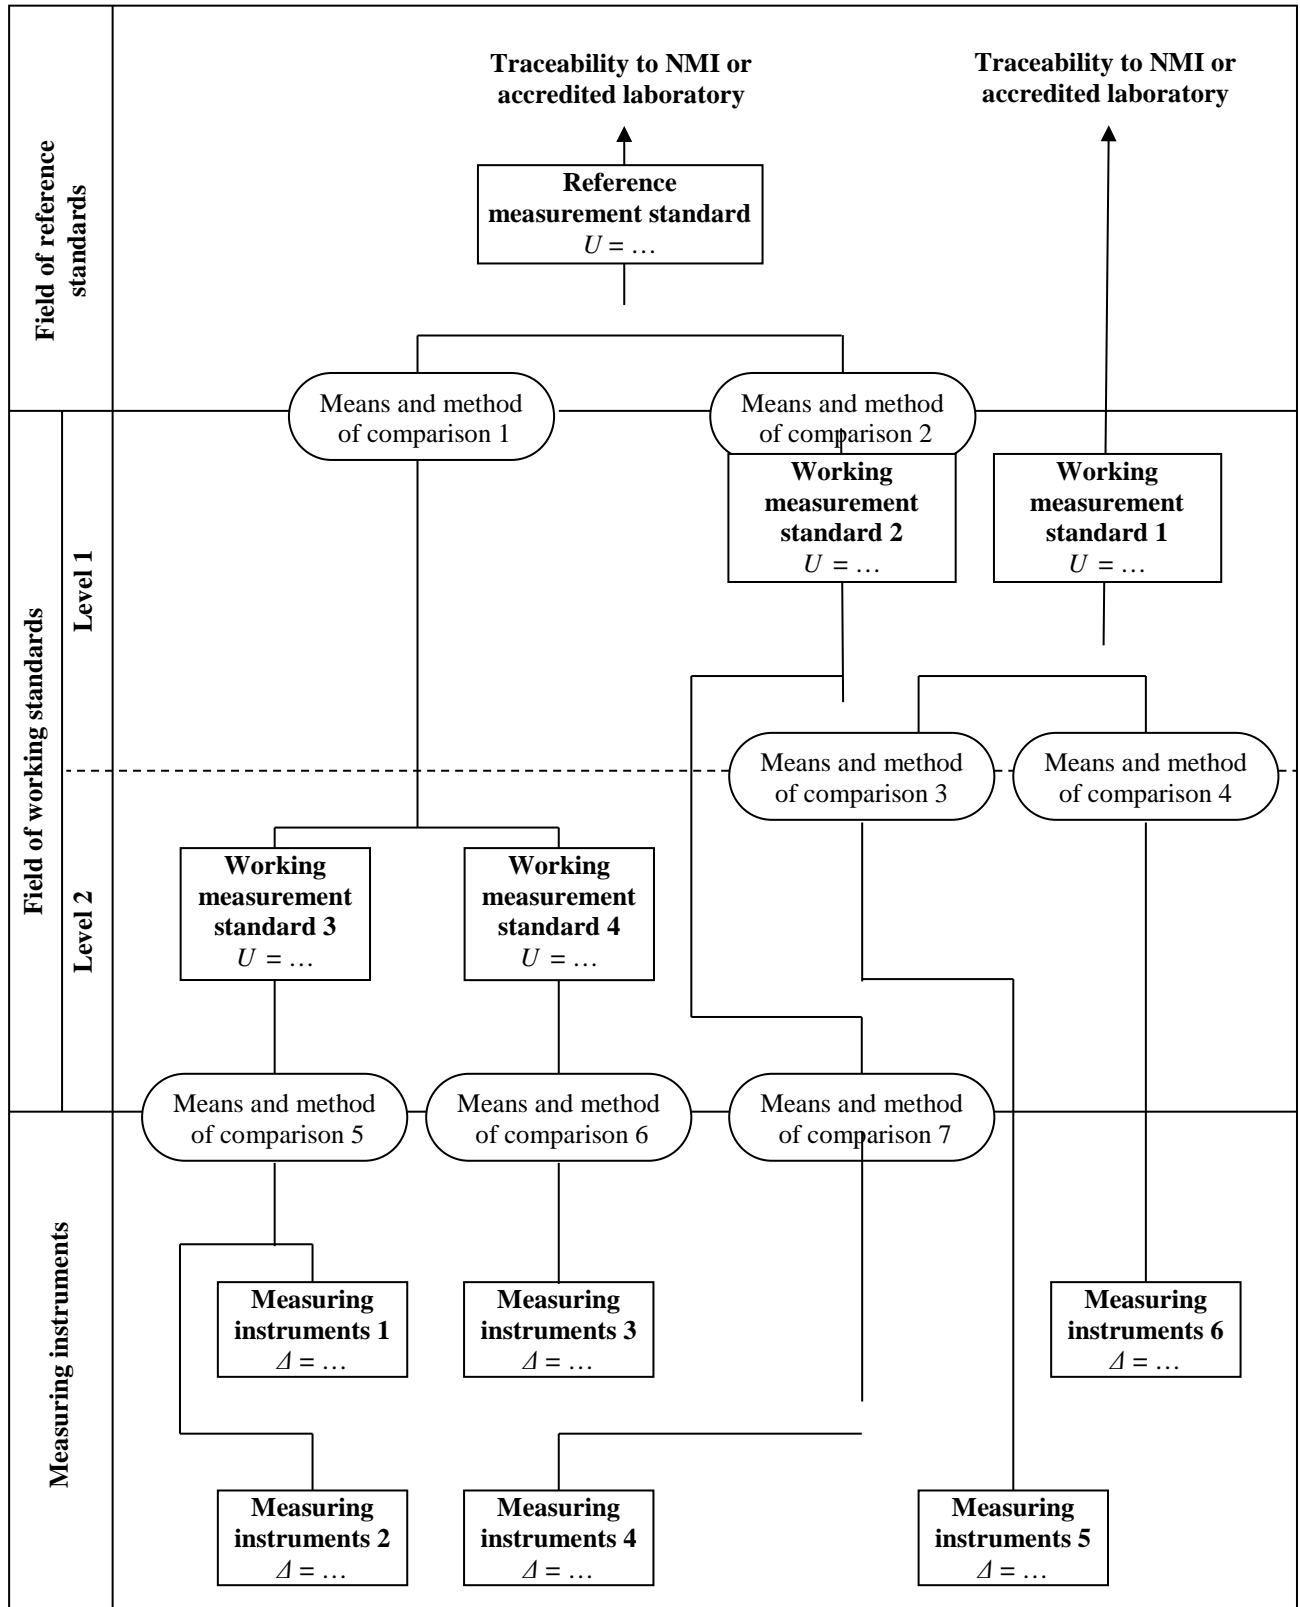 Traceability to NMI or
accredited laboratory
Traceability to NMI or
accredited laboratory
Field of reference
standards
Reference
measurement standard
U = …
Means and method
of comparison 1
Means and method
of comparison 2
Field of working standards
Level 1
Working
measurement
standard 2
U = …
Working
measurement
standard 1
U = …
Means and method
of comparison 3
Means and method
of comparison 4
Level 2
Working
measurement
standard 3
U = …
Working
measurement
standard 4
U = …
Means and method
of comparison 5
Means and method
of comparison 6
Means and method
of comparison 7
Measuring instruments
Measuring
instruments 1
Δ = …
Measuring
instruments 3
Δ = …
Measuring
instruments 6
Δ = …
Measuring
instruments 2
Δ = …
Measuring
instruments 4
Δ = …
Measuring
instruments 5
Δ = …